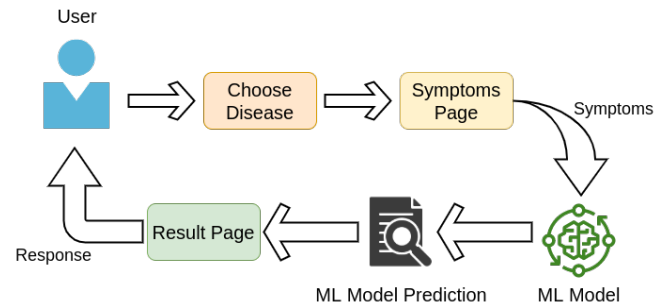 User
Choose
Disease
Symptoms
Page
Symptoms
Result Page
Response
ML Model Prediction
ML Model